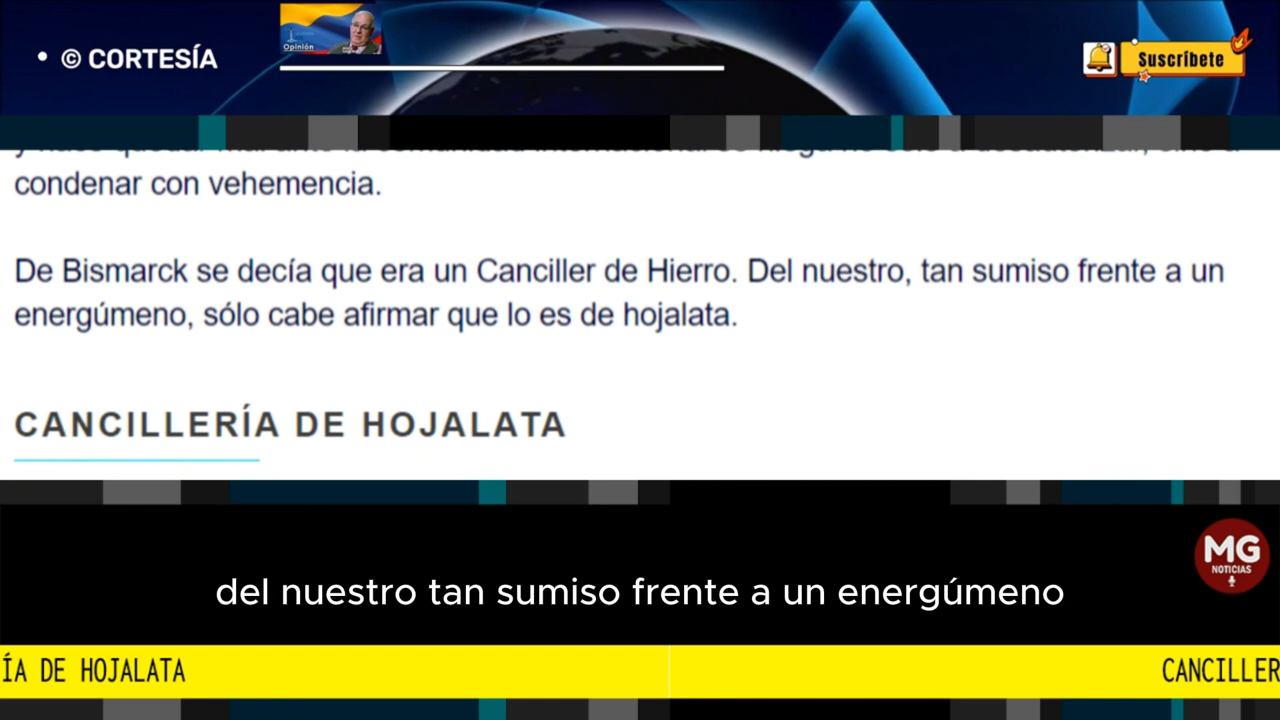 • © CORTESÍA
Opinión
Suscríbete
condenar con vehemencia.
De Bismarck se decía que era un Canciller de Hierro. Del nuestro, tan sumiso frente a un
energúmeno, sólo cabe afirmar que lo es de hojalata.
CANCILLERÍA DE HOJALATA
MG
NOTICIAS
del nuestro tan sumiso frente a un energúmeno
ÍA DE HOJALATA
CANCILLER